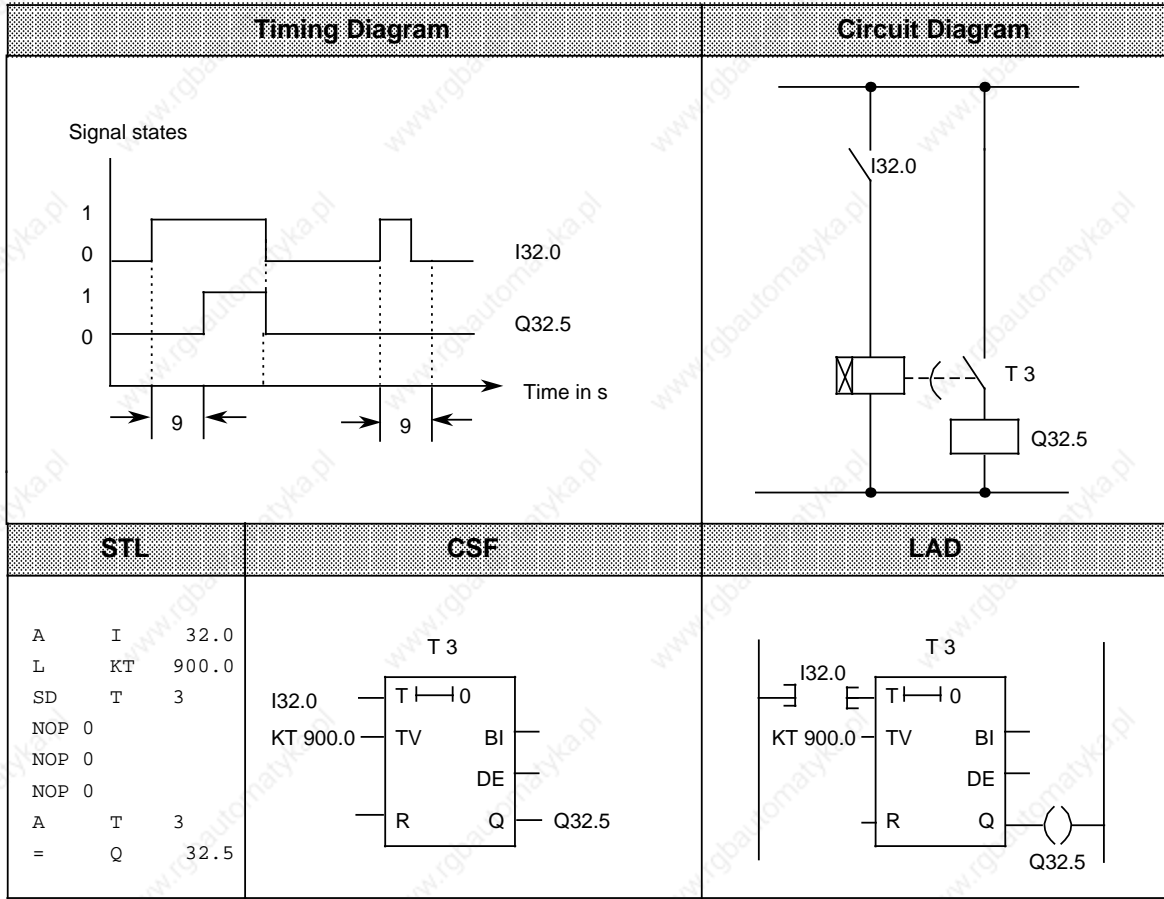 Timing Diagram
Circuit Diagram
Signal states
1
0
I32.0
1
0
Q32.5
Time in s
9
9
I32.0
T 3
Q32.5
STL
CSF
LAD
A I 32.0
L KT 900.0
SD T 3
NOP 0
NOP 0
NOP 0
A T 3
= Q 32.5
T 3
I32.0
T 0
KT 900.0
TV BI
DE
R Q
Q32.5
T 3
I32.0
T 0
KT 900.0
TV BI
DE
R Q
Q32.5
www.rgbautomatyka.pl